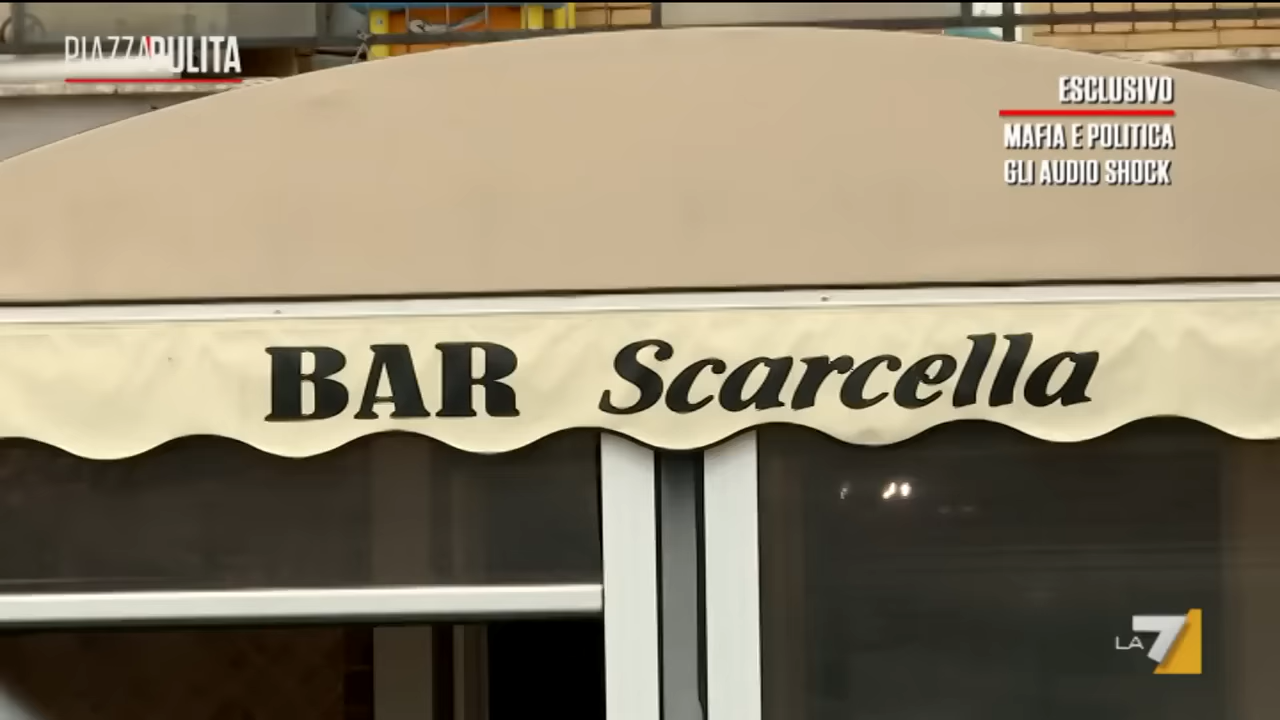 PIAZZAPULITA
ESCLUSIVO
MAFIA E POLITICA
GLI AUDIO SHOCK
BAR Scarcella
LA7